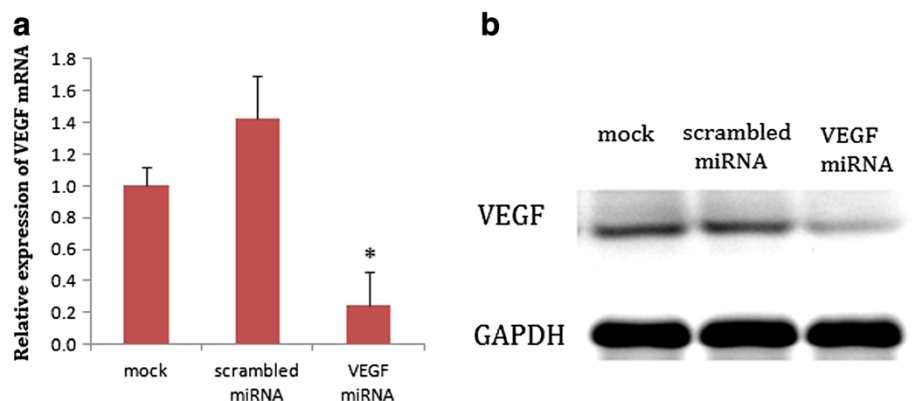 a
Relative expression of VEGF mRNA
1.8
1.6
1.4
1.2
1.0
0.8
0.6
0.4
0.2
0.0
*
mock
scrambled
miRNA
VEGF
miRNA
b
mock
scrambled
miRNA
VEGF
miRNA
VEGF
GAPDH